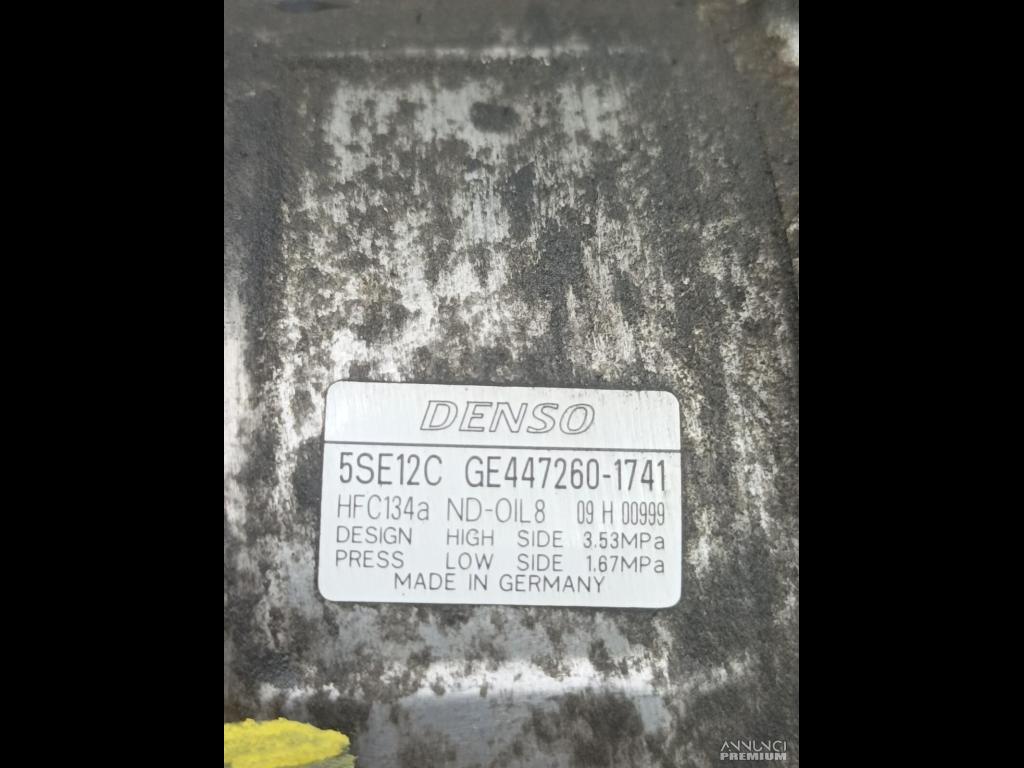 DENSO
5SE12C GE447260-1741
HFC134a ND-OIL8 09 H 00999
DESIGN HIGH SIDE 3.53MPa
PRESS LOW SIDE 1.67MPa
MADE IN GERMANY
ANNUNCI
PREMIUM